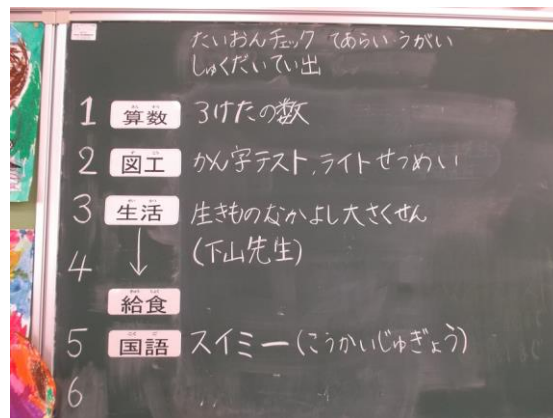 たいおんチェック てあらい うがい
しゅくだいてい出
1 算数 3けたの数
2 図工 かん字テスト,ライトせつめい
3 生活 生きものなかよし大さくせん
4 ↓ (下山先生)
給食
5 国語 スイミー(こうかいじゅぎょう)
6